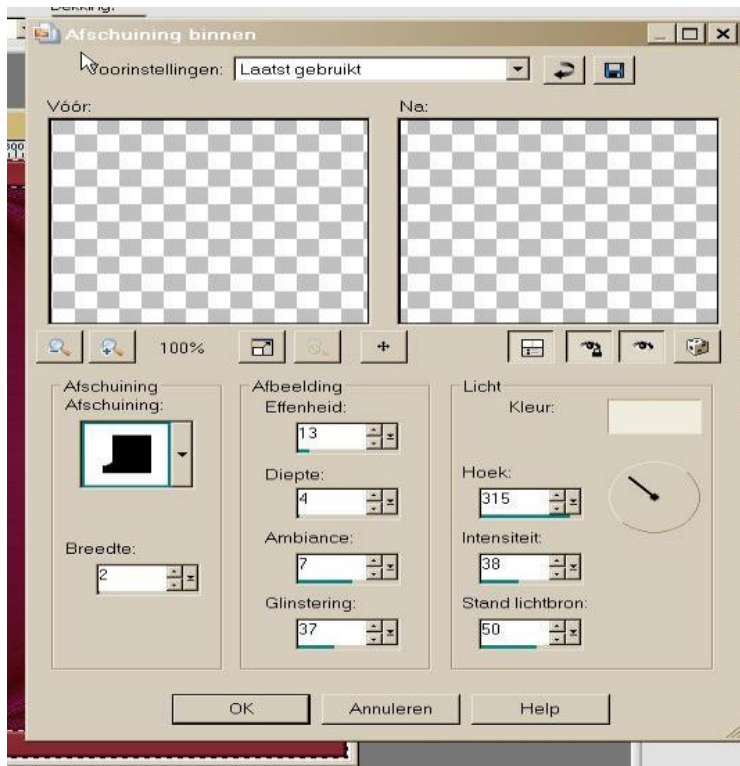 Dekking:
Afschuining binnen
Voorinstellingen: Laatst gebruikt
Vóór:
Na:
100%
Afschuining
Afschuining:
Breedte:
2
Afbeelding
Effenheid:
13
Diepte:
4
Ambiance:
7
Glinstering:
37
Licht
Kleur:
Hoek:
315
Intensiteit:
38
Stand lichtbron:
50
OK
Annuleren
Help